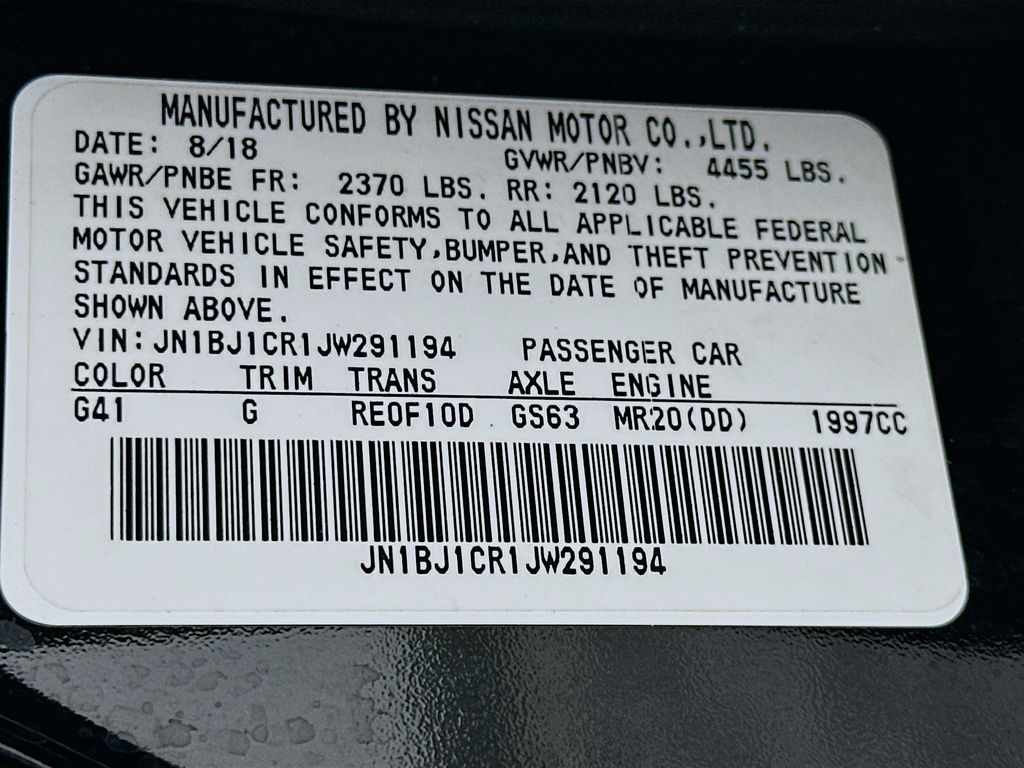 MANUFACTURED BY NISSAN MOTOR CO.,LTD.
DATE: 8/18 GVWR/PNBV: 4455 LBS.
GAWR/PNBE FR: 2370 LBS. RR: 2120 LBS.
THIS VEHICLE CONFORMS TO ALL APPLICABLE FEDERAL
MOTOR VEHICLE SAFETY,BUMPER,AND THEFT PREVENTION
STANDARDS IN EFFECT ON THE DATE OF MANUFACTURE
SHOWN ABOVE.
VIN:JN1BJ1CR1JW291194 PASSENGER CAR
COLOR TRIM TRANS AXLE ENGINE
G41 G RE0F10D GS63 MR20(DD) 1997CC
JN1BJ1CR1JW291194